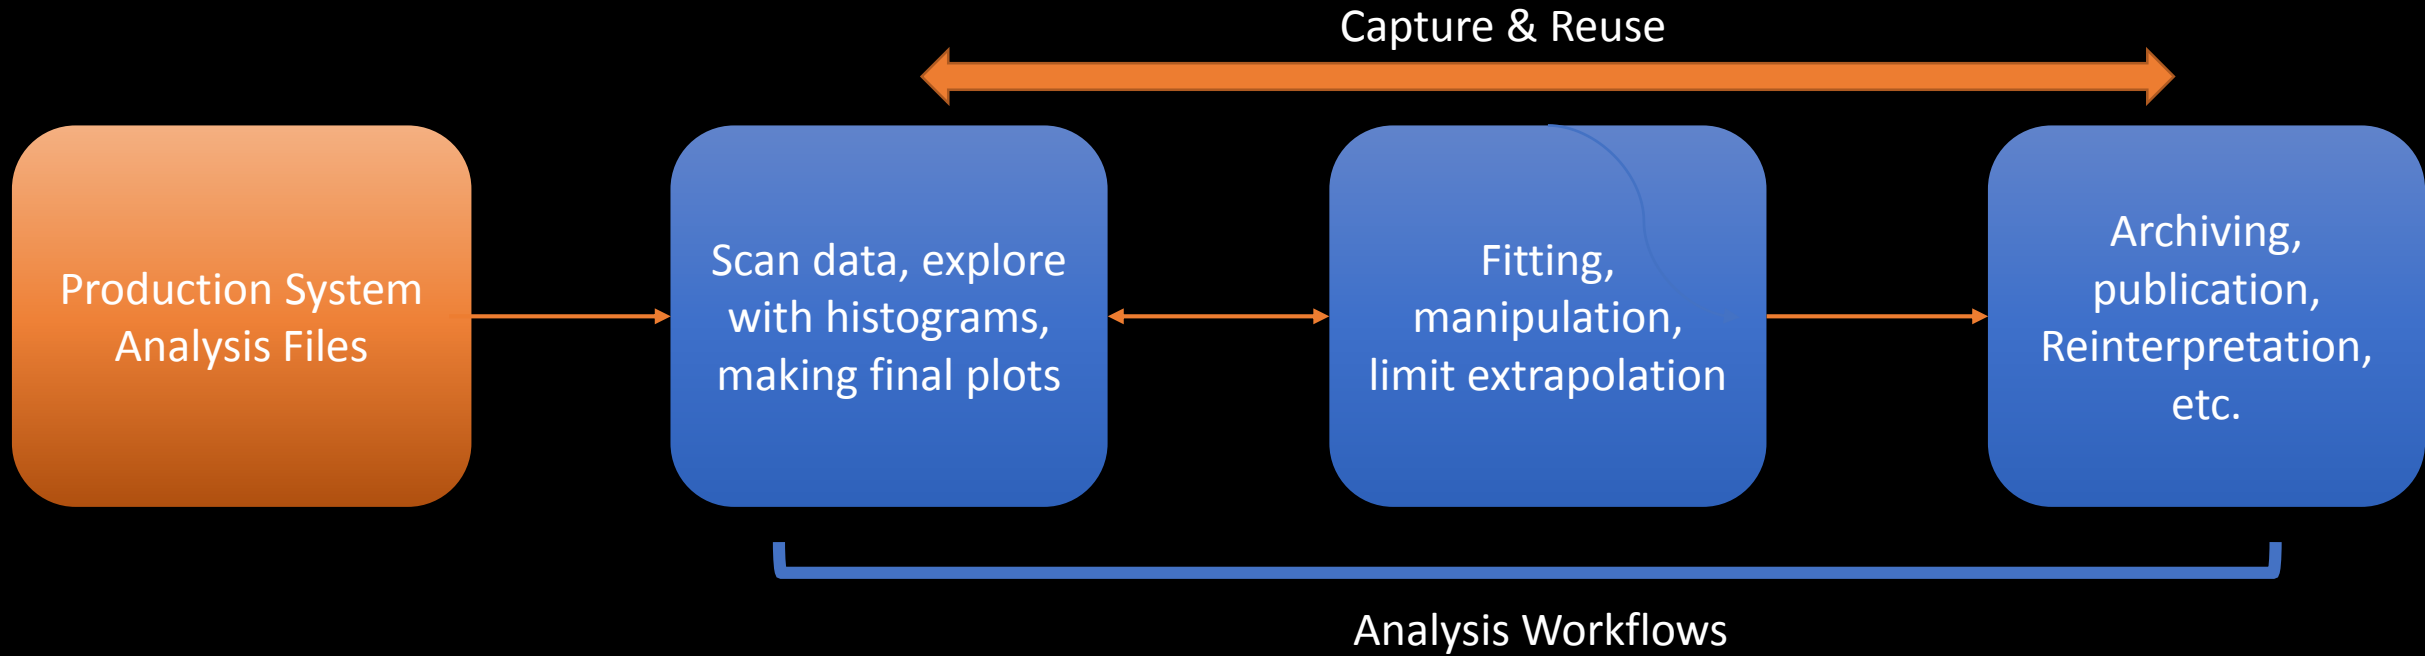 Capture & Reuse
Production System
Analysis Files
Scan data, explore
with histograms,
making final plots
Fitting,
manipulation,
limit extrapolation
Archiving,
publication,
Reinterpretation,
etc.
Analysis Workflows